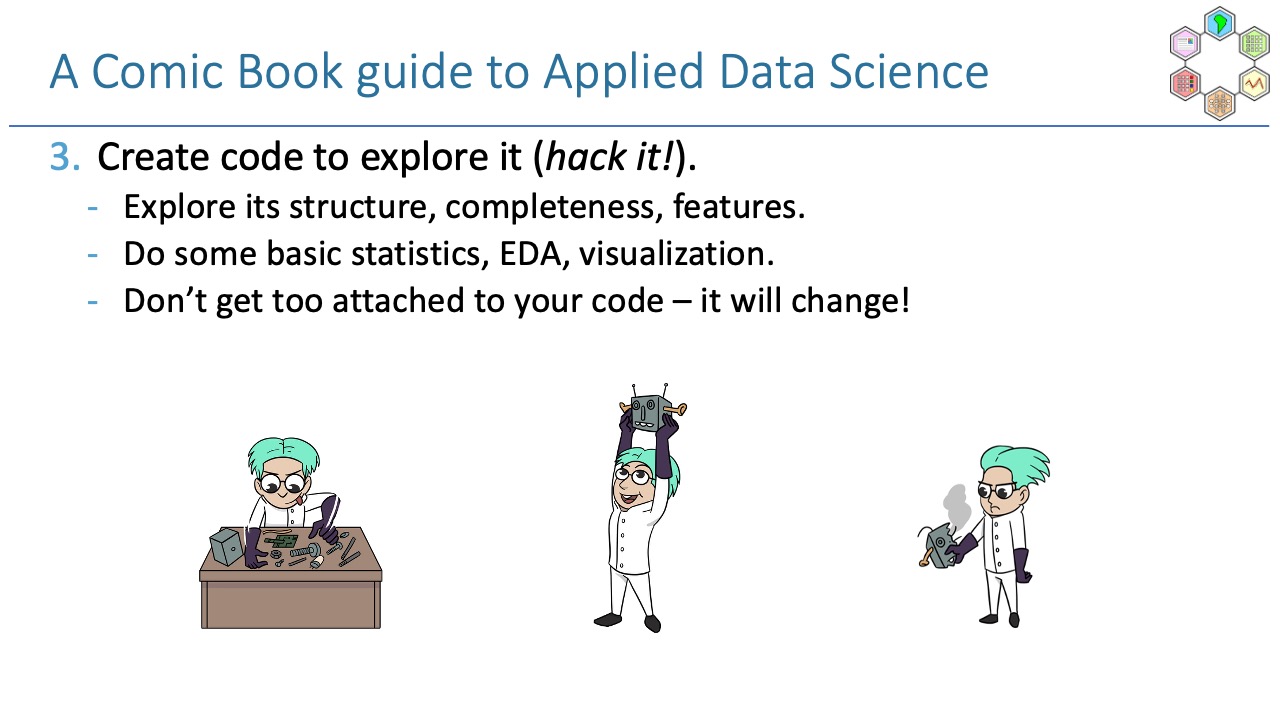 A Comic Book guide to Applied Data Science
3. Create code to explore it (hack it!).
- Explore its structure, completeness, features.
- Do some basic statistics, EDA, visualization.
- Don’t get too attached to your code – it will change!